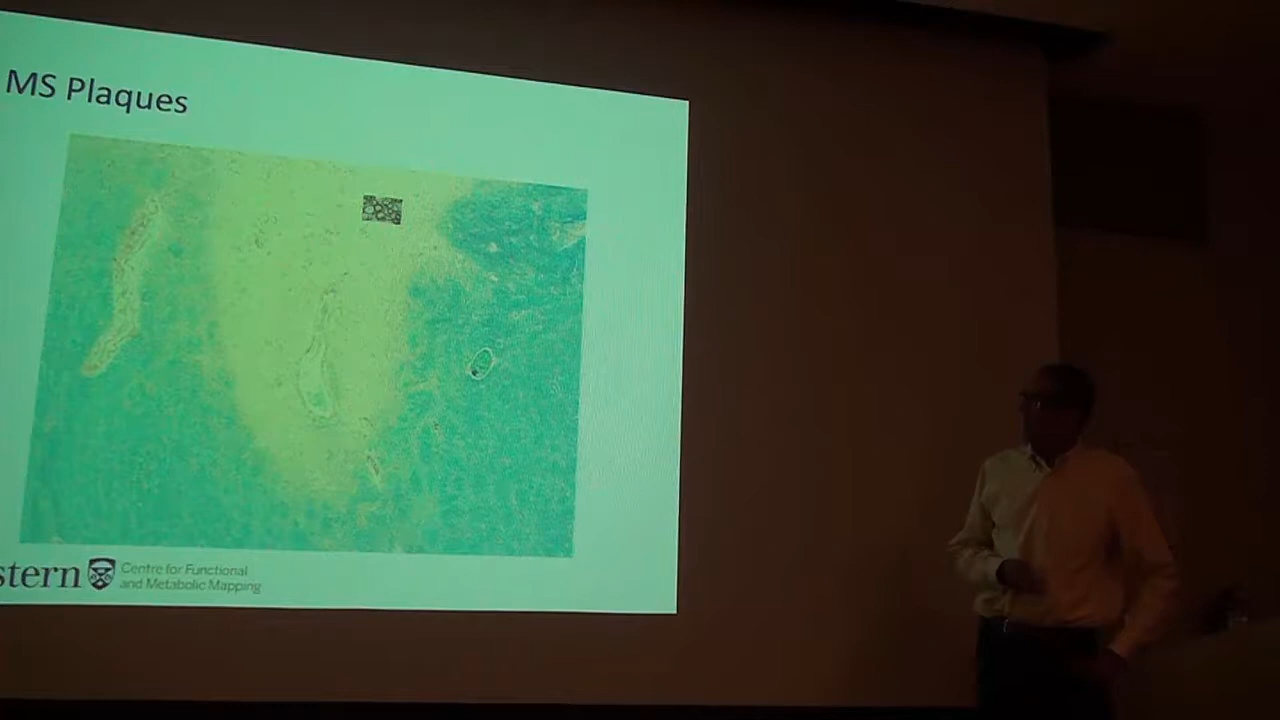 MS Plaques
stern
Centre for Functional
and Metabolic Mapping